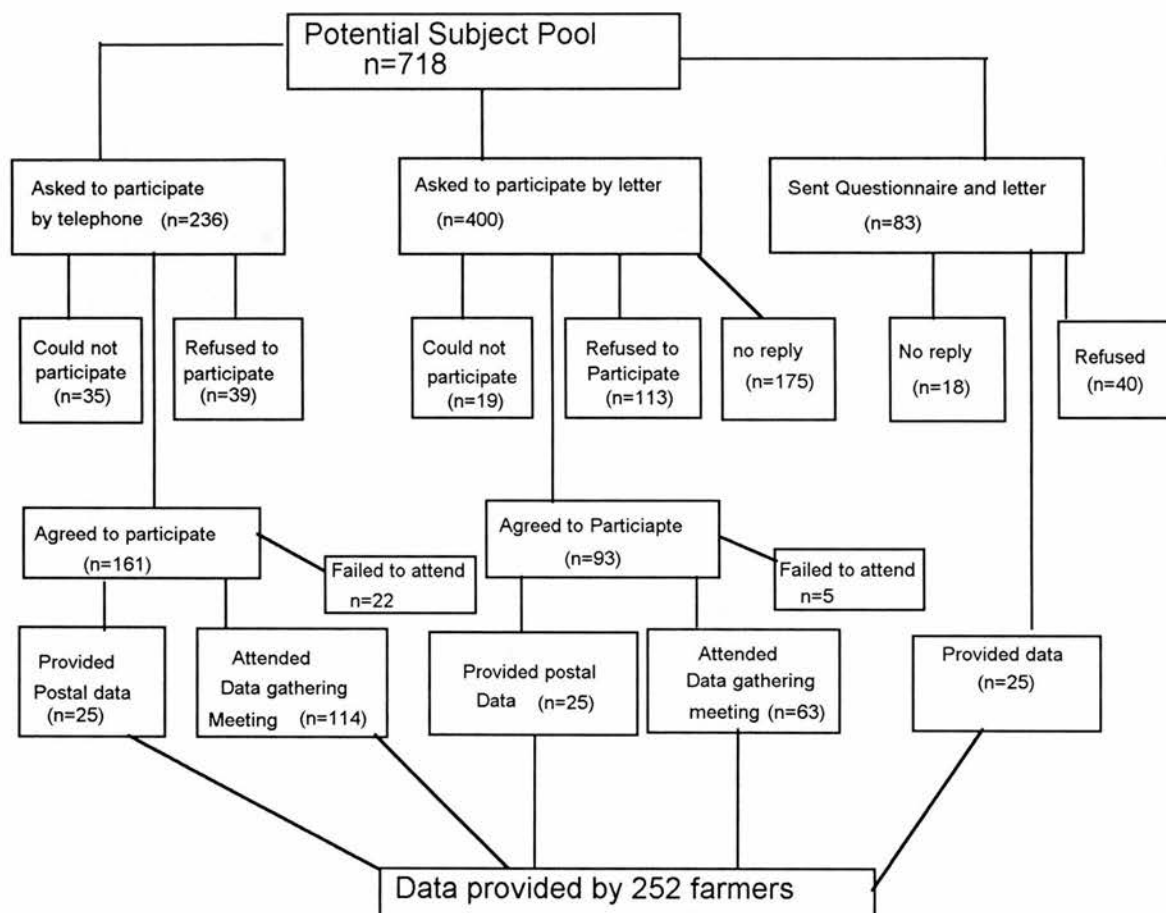 Potential Subject Pool
n=718
Asked to participate
by telephone (n=236)
Asked to participate by letter
(n=400)
Sent Questionnaire and letter
(n=83)
Could not
participate
(n=35)
Refused to
participate
(n=39)
Could not
participate
(n=19)
Refused to
Participate
(n=113)
no reply
(n=175)
No reply
(n=18)
Refused
(n=40)
Agreed to participate
(n=161)
Failed to attend
n=22
Agreed to Particiapte
(n=93)
Failed to attend
n=5
Provided
Postal data
(n=25)
Attended
Data gathering
Meeting (n=114)
Provided postal
Data (n=25)
Attended
Data gathering
meeting (n=63)
Provided data
(n=25)
Data provided by 252 farmers